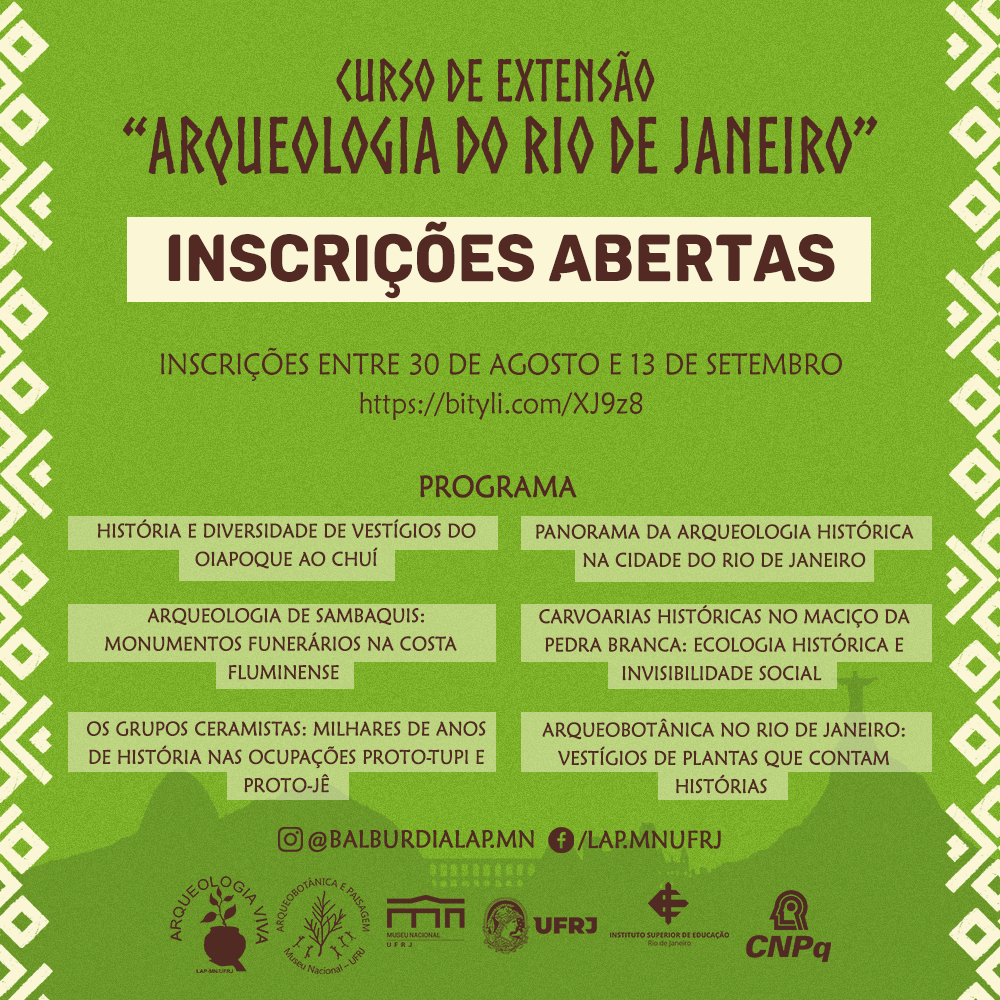 CURSO DE EXTENSÃO
“ARQUEOLOGIA DO RIO DE JANEIRO”
INSCRIÇÕES ABERTAS
INSCRIÇÕES ENTRE 30 DE AGOSTO E 13 DE SETEMBRO
https://bityli.com/XJ9z8
PROGRAMA
HISTÓRIA E DIVERSIDADE DE VESTÍGIOS DO
OIAPOQUE AO CHUÍ
ARQUEOLOGIA DE SAMBAQUIS:
MONUMENTOS FUNERÁRIOS NA COSTA
FLUMINENSE
OS GRUPOS CERAMISTAS: MILHARES DE ANOS
DE HISTÓRIA NAS OCUPAÇÕES PROTO-TUPI E
PROTO-JÊ
PANORAMA DA ARQUEOLOGIA HISTÓRICA
NA CIDADE DO RIO DE JANEIRO
CARVOARIAS HISTÓRICAS NO MACIÇO DA
PEDRA BRANCA: ECOLOGIA HISTÓRICA E
INVISIBILIDADE SOCIAL
ARQUEOBOTÂNICA NO RIO DE JANEIRO:
VESTÍGIOS DE PLANTAS QUE CONTAM
HISTÓRIAS
@BALBURDIALAP.MN /LAP.MNUFRJ
ARQUEOLOGIA VIVA
LAP-MN/UFRJ
ARQUEOBOTÂNICA E PAISAGEM
Museu Nacional – UFRJ
MUSEU NACIONAL
UFRJ
UFRJ
INSTITUTO SUPERIOR DE EDUCAÇÃO
Rio de Janeiro
CNPq